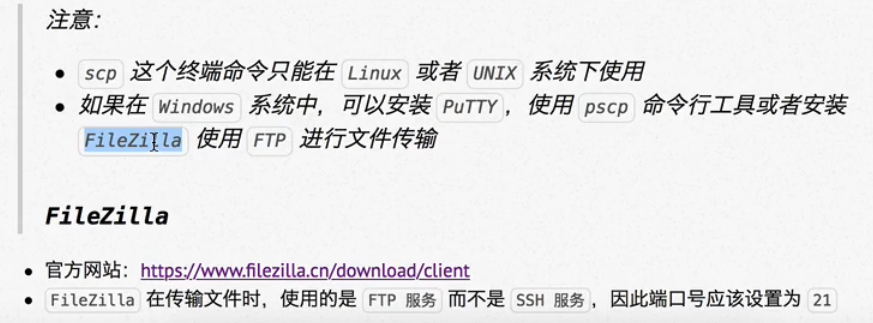 注意：
scp 这个终端命令只能在 Linux 或者 UNIX 系统下使用
如果在 Windows 系统中，可以安装 PuTTY，使用 pscp 命令行工具或者安装
FileZilla 使用 FTP 进行文件传输
FileZilla
官方网站：https://www.filezilla.cn/download/client
FileZilla 在传输文件时，使用的是 FTP 服务 而不是 SSH 服务，因此端口号应该设置为 21